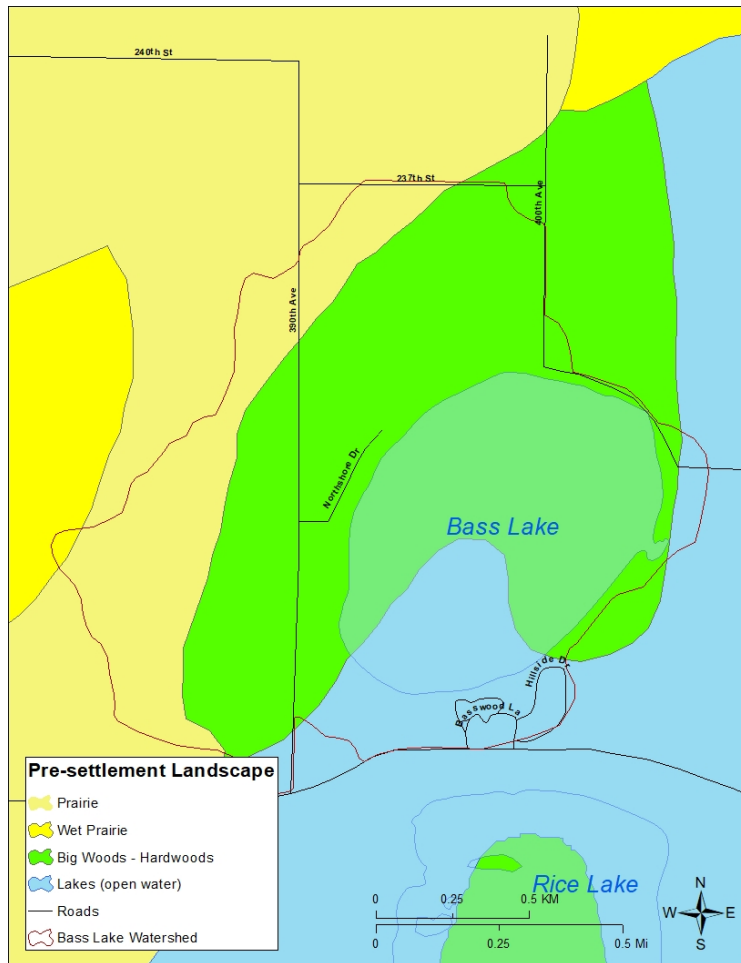 240th St
237th St
400th Ave
390th Ave
Northshore Dr
Bass Lake
Hillside Dr
Basswood La
Pre-settlement Landscape
Prairie
Wet Prairie
Big Woods - Hardwoods
Lakes (open water)
Roads
Bass Lake Watershed
Rice Lake
0 0.25 0.5 KM
0 0.25 0.5 Mi
N
W E
S